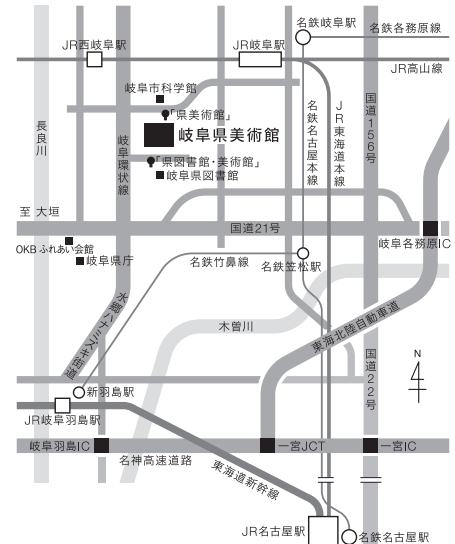 名鉄岐阜駅
名鉄各務原線
JR西岐阜駅
JR岐阜駅
JR高山線
岐阜市科学館
「県美術館」
岐阜県美術館
「県図書館・美術館」
岐阜県図書館
長良川
岐阜環状線
名鉄名古屋本線
JR東海道本線
国道156号
至 大垣
国道21号
岐阜各務原IC
OKBふれあい会館
岐阜県庁
名鉄竹鼻線
名鉄笠松駅
水郷ハナミズキ街道
木曽川
東海北陸自動車道
国道22号
N
新羽島駅
JR岐阜羽島駅
岐阜羽島IC
一宮JCT
一宮IC
名神高速道路
東海道新幹線
JR名古屋駅
名鉄名古屋駅